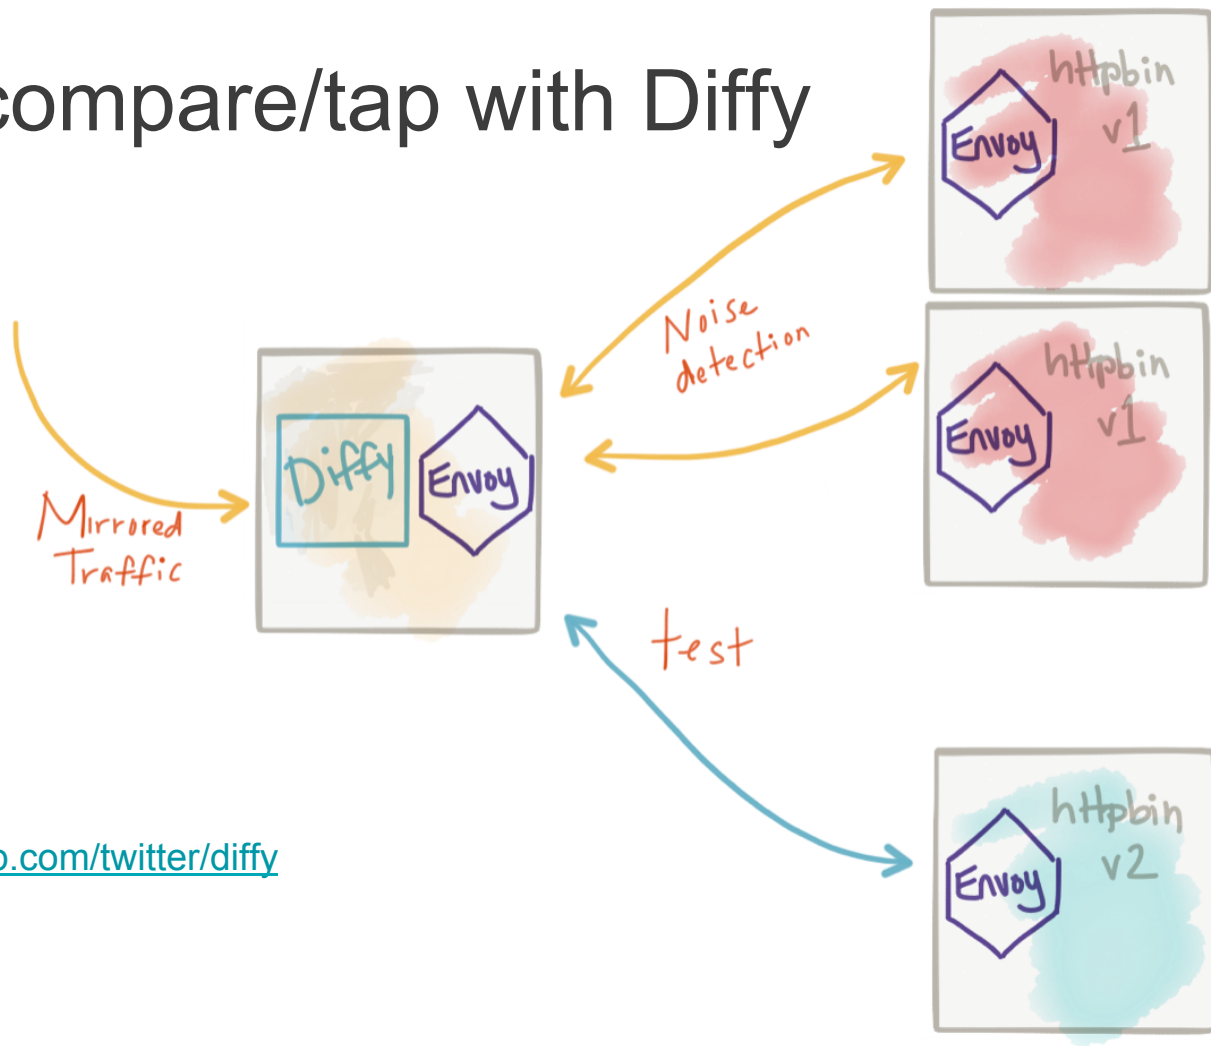 compare/tap with Diffy
httpbin
v1
Envoy
Noise
detection
httpbin
v1
Envoy
Diffy
Envoy
Mirrored
Traffic
test
httpbin
v2
Envoy
b.com/twitter/diffy